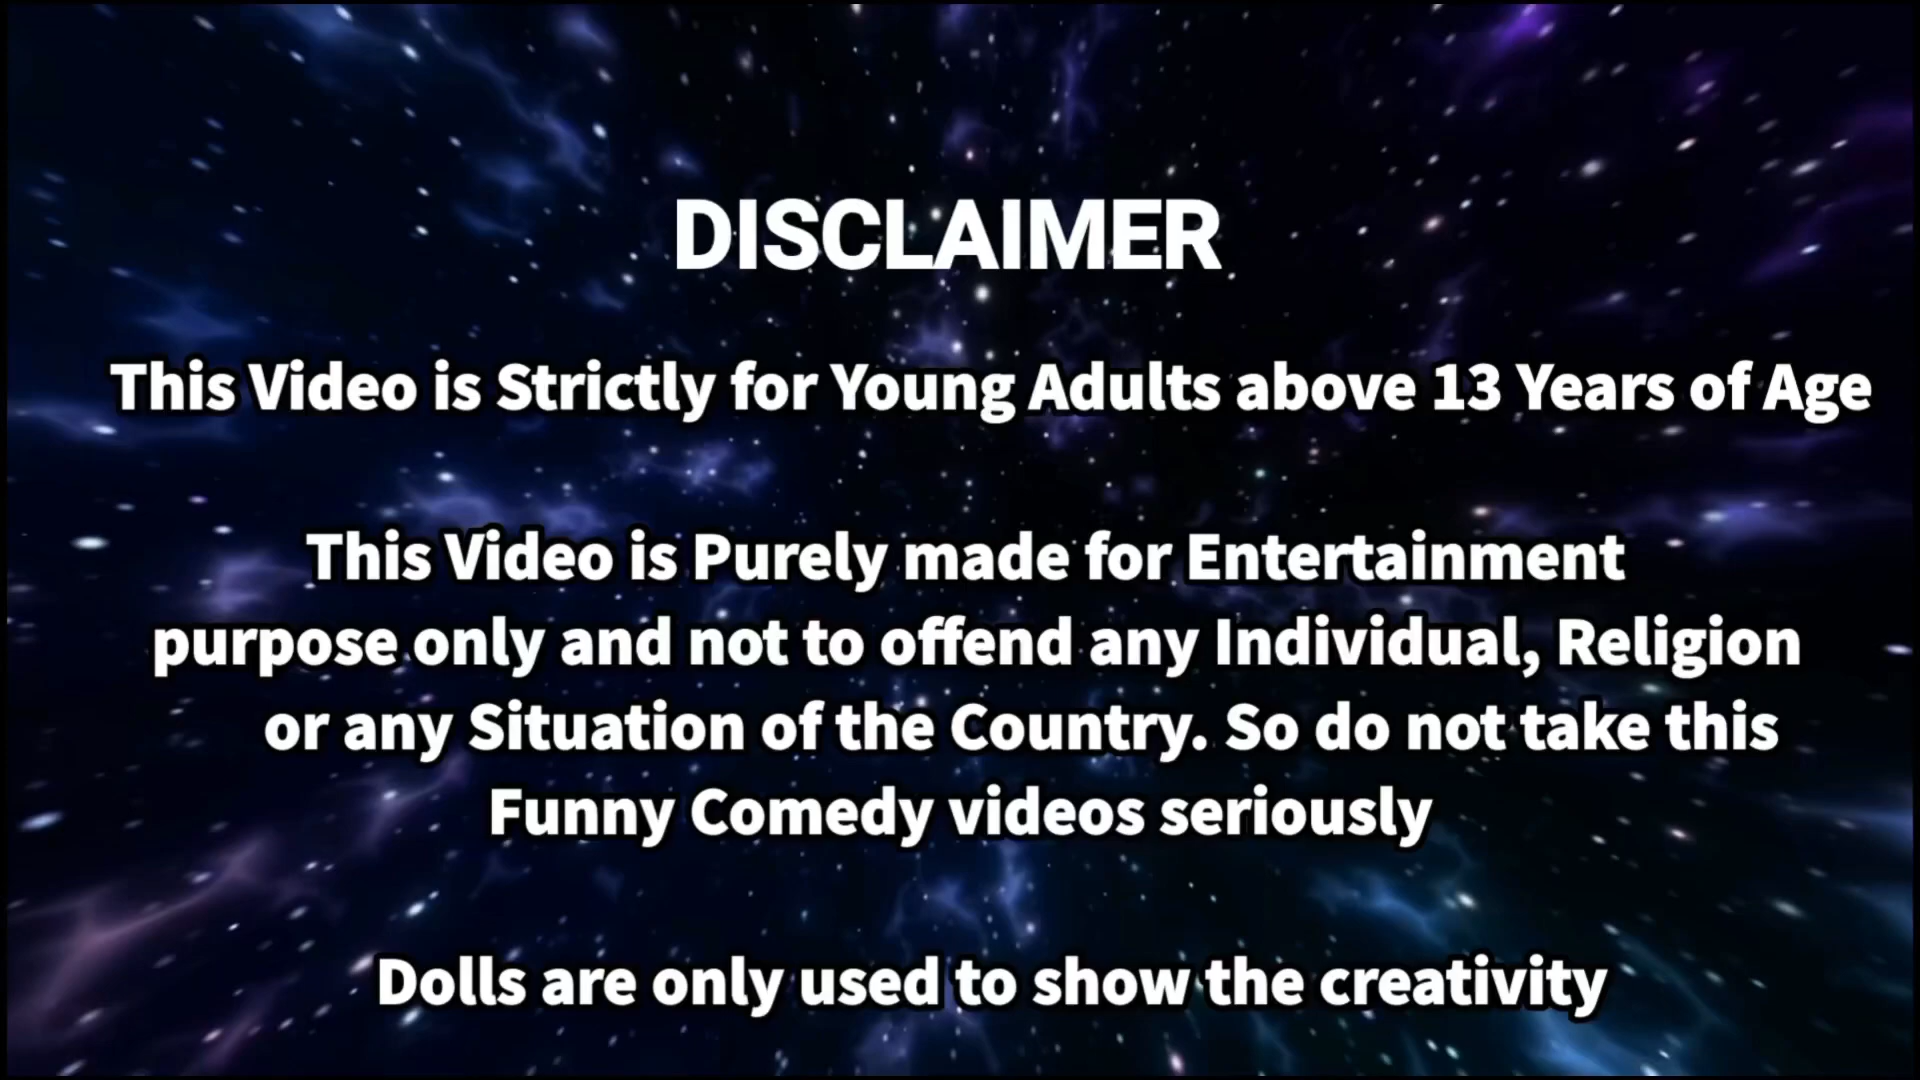 DISCLAIMER
This Video is Strictly for Young Adults above 13 Years of Age
This Video is Purely made for Entertainment
purpose only and not to offend any Individual, Religion
or any Situation of the Country. So do not take this
Funny Comedy videos seriously
Dolls are only used to show the creativity